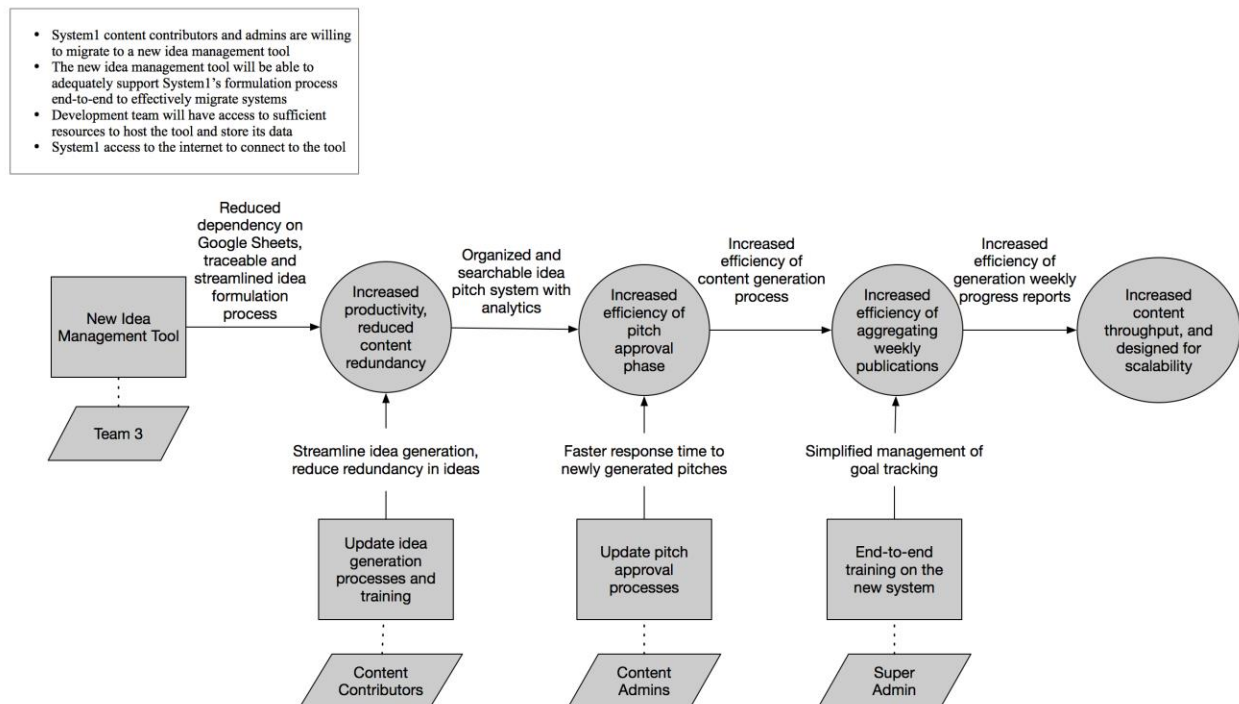 • System1 content contributors and admins are willing
to migrate to a new idea management tool
• The new idea management tool will be able to
adequately support System1's formulation process
end-to-end to effectively migrate systems
• Development team will have access to sufficient
resources to host the tool and store its data
• System1 access to the internet to connect to the tool
New Idea
Management Tool
Team 3
Reduced
dependency on
Google Sheets,
traceable and
streamlined idea
formulation
process
Increased
productivity,
reduced
content
redundancy
Organized and
searchable idea
pitch system with
analytics
Increased
efficiency of
pitch
approval
phase
Increased
efficiency of
content generation
process
Increased
efficiency of
aggregating
weekly
publications
Increased
efficiency of
generation weekly
progress reports
Increased
content
throughput, and
designed for
scalability
Streamline idea generation,
reduce redundancy in ideas
Update idea
generation
processes and
training
Content
Contributors
Faster response time to
newly generated pitches
Update pitch
approval
processes
Content
Admins
Simplified management of
goal tracking
End-to-end
training on the
new system
Super
Admin